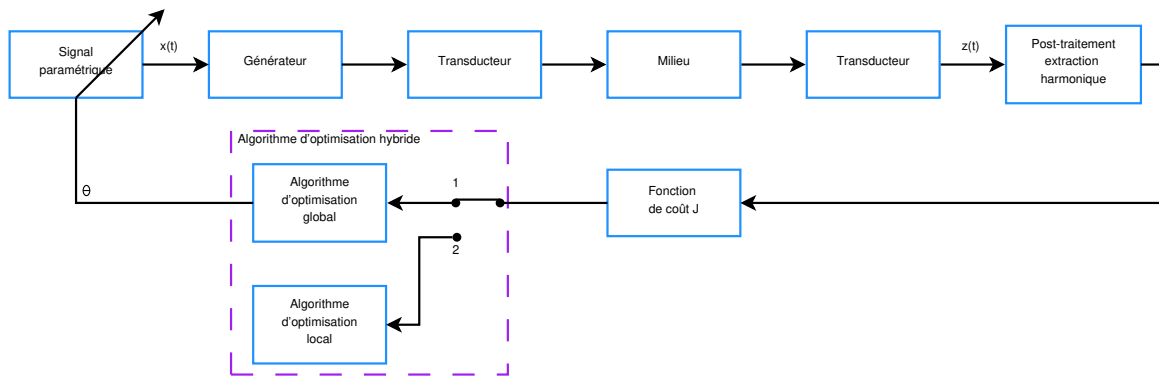 Signal
paramétrique
x(t)
Générateur
Transducteur
Milieu
Transducteur
z(t)
Post-traitement
extraction
harmonique
Algorithme d'optimisation hybride
θ
Algorithme
d'optimisation
global
1
2
Fonction
de coût J
Algorithme
d'optimisation
local